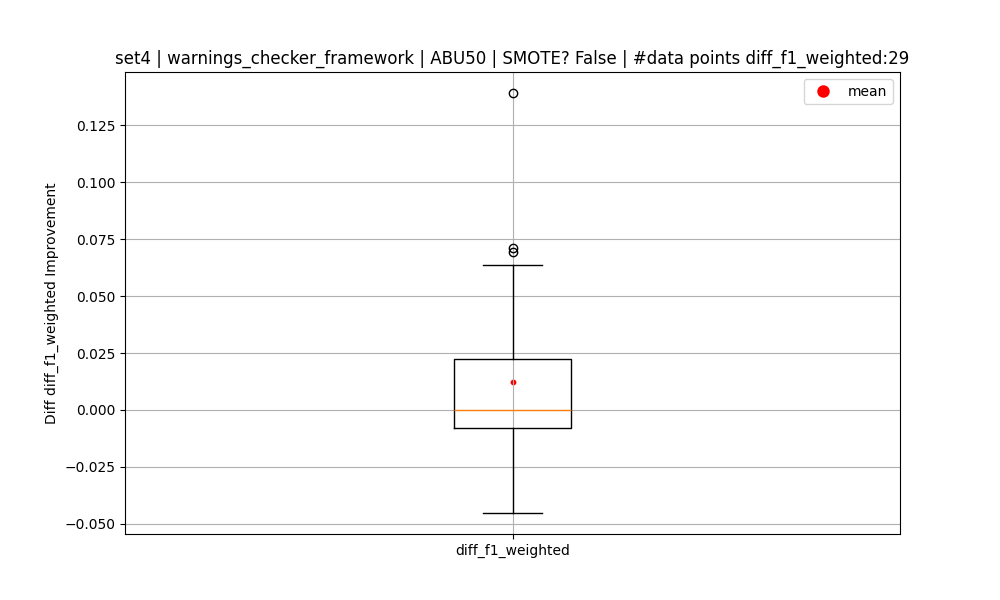 set4 | warnings_checker_framework | ABU50 | SMOTE? False | #data points diff_f1_weighted:29
mean
0.125
0.100
0.075
0.050
0.025
0.000
−0.025
−0.050
Diff diff_f1_weighted Improvement
diff_f1_weighted